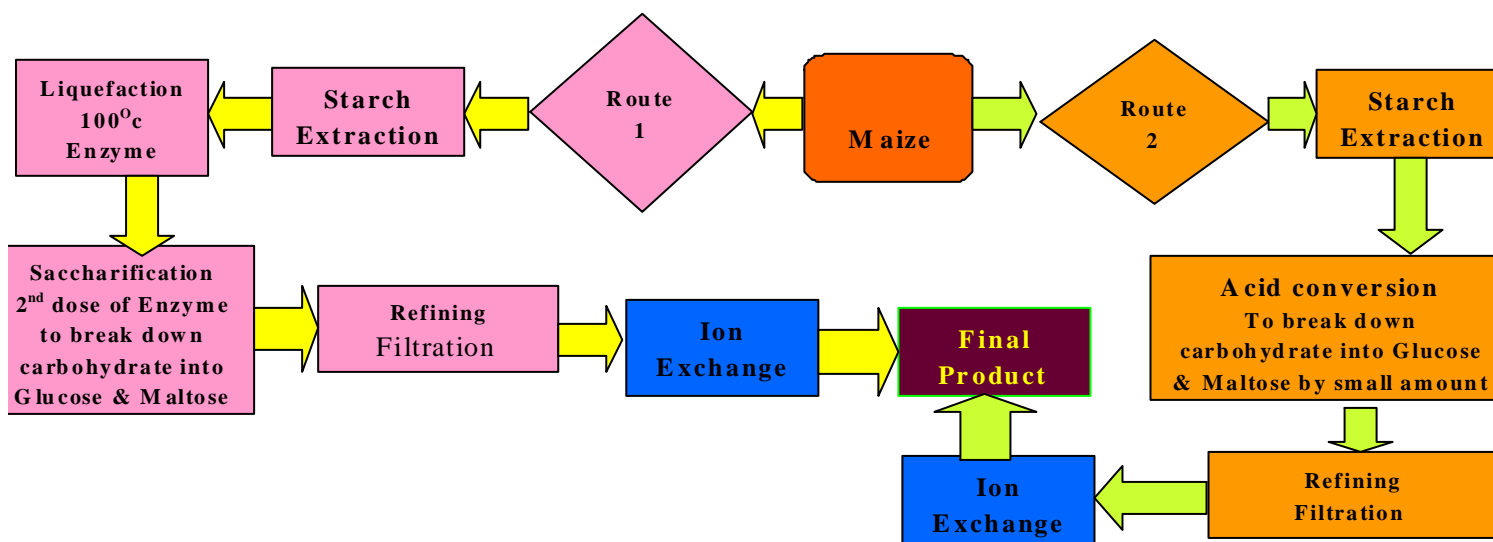 Liquefaction
100ᴼc
Enzyme
Starch
Extraction
Route
1
Maize
Route
2
Starch
Extraction
Saccharification
2nd dose of Enzyme
to break down
carbohydrate into
Glucose & Maltose
Refining
Filtration
Ion
Exchange
Final
Product
Acid conversion
To break down
carbohydrate into Glucose
& Maltose by small amount
Ion
Exchange
Refining
Filtration